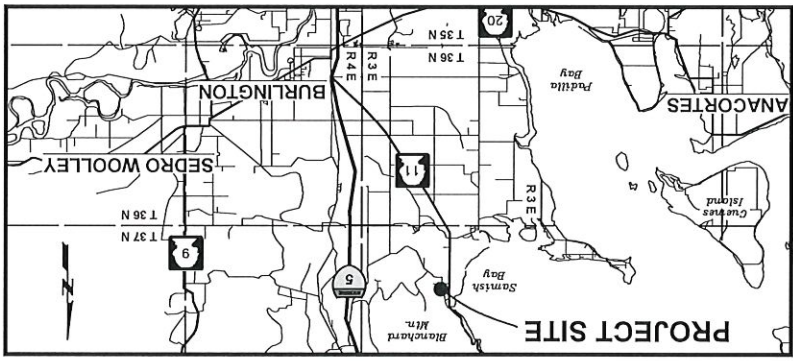 PROJECT SITE
Blanchard
Mtn.
Samish
Bay
5
N
9
T 37 N
T 36 N
Guemes
Island
R 3 E
11
SEDRO WOOLLEY
ANACORTES
BURLINGTON
Padilla
Bay
R 3 E
R 4 E
T 36 N
T 35 N
20